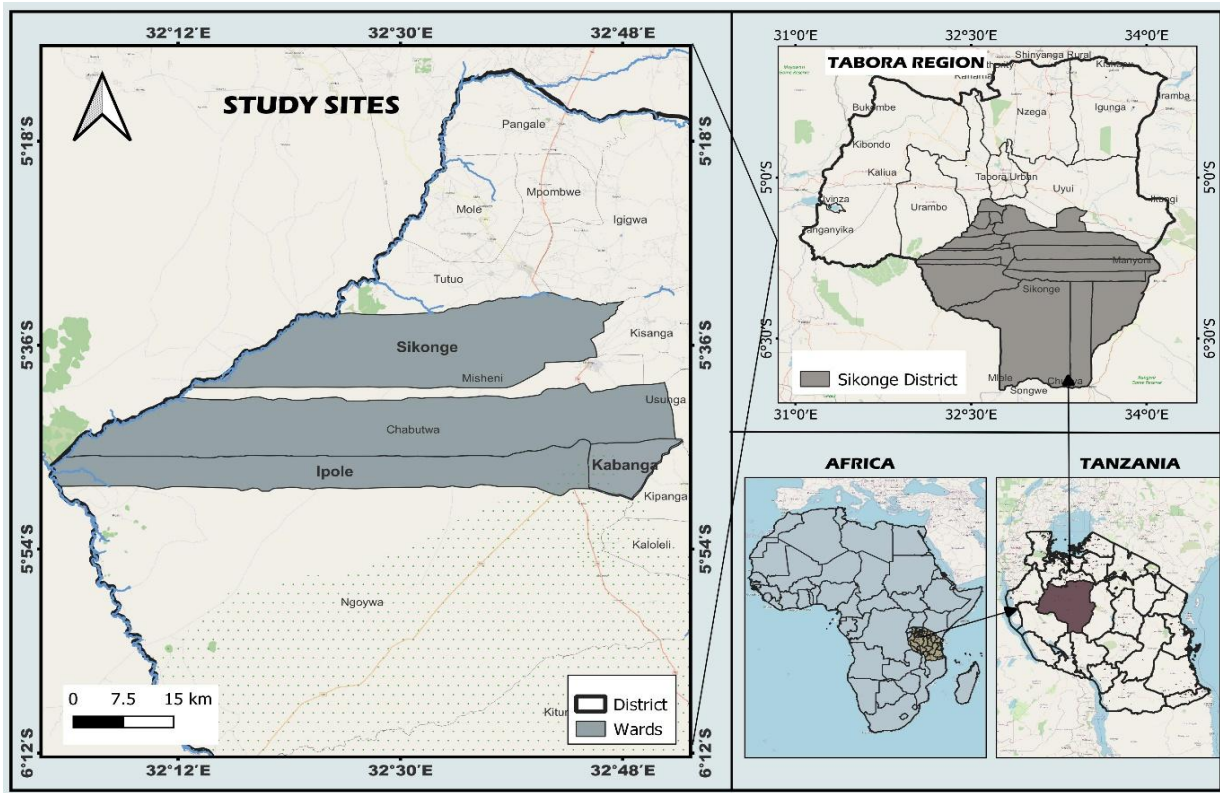 32°12'E 32°30'E 32°48'E
STUDY SITES
5°18'S
5°36'S
5°54'S
6°12'S
Pangale
Mpombwe
Mole
Igigwa
Tutuo
Kisanga
Sikonge
Misheni
Usunga
Chabutwa
Ipole
Kabanga
Kipanga
Kaloleli
Ngoywa
0 7.5 15 km
District
Wards
5°18'S
5°36'S
5°54'S
6°12'S
32°12'E 32°30'E 32°48'E
31°0'E 32°30'E 34°0'E
TABORA REGION
Shinyanga Rural
Bukombe
Nzega
Igunga
Kibondo
Kaliua
Tabora Urban
Uyui
Urambo
Manyoni
Sikonge
Sikonge District
Songwe
5°0'S
6°30'S
5°0'S
6°30'S
31°0'E 32°30'E 34°0'E
AFRICA
TANZANIA